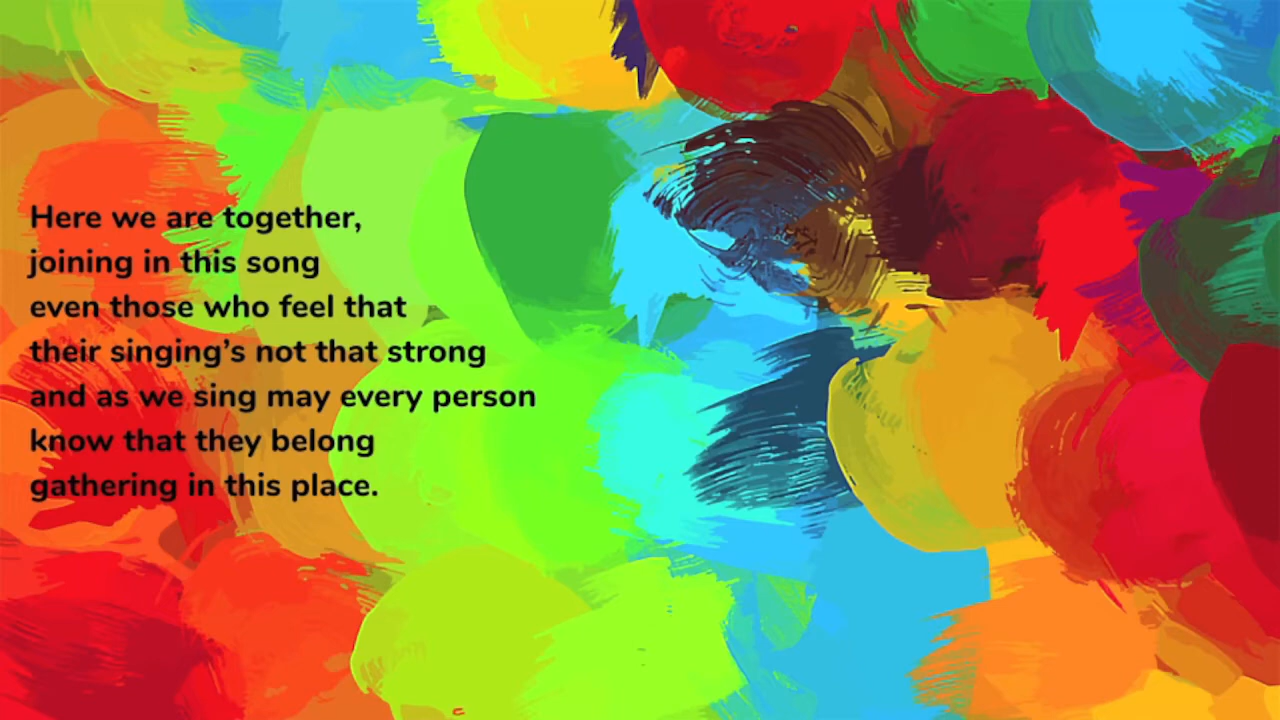 Here we are together,
joining in this song
even those who feel that
their singing’s not that strong
and as we sing may every person
know that they belong
gathering in this place.